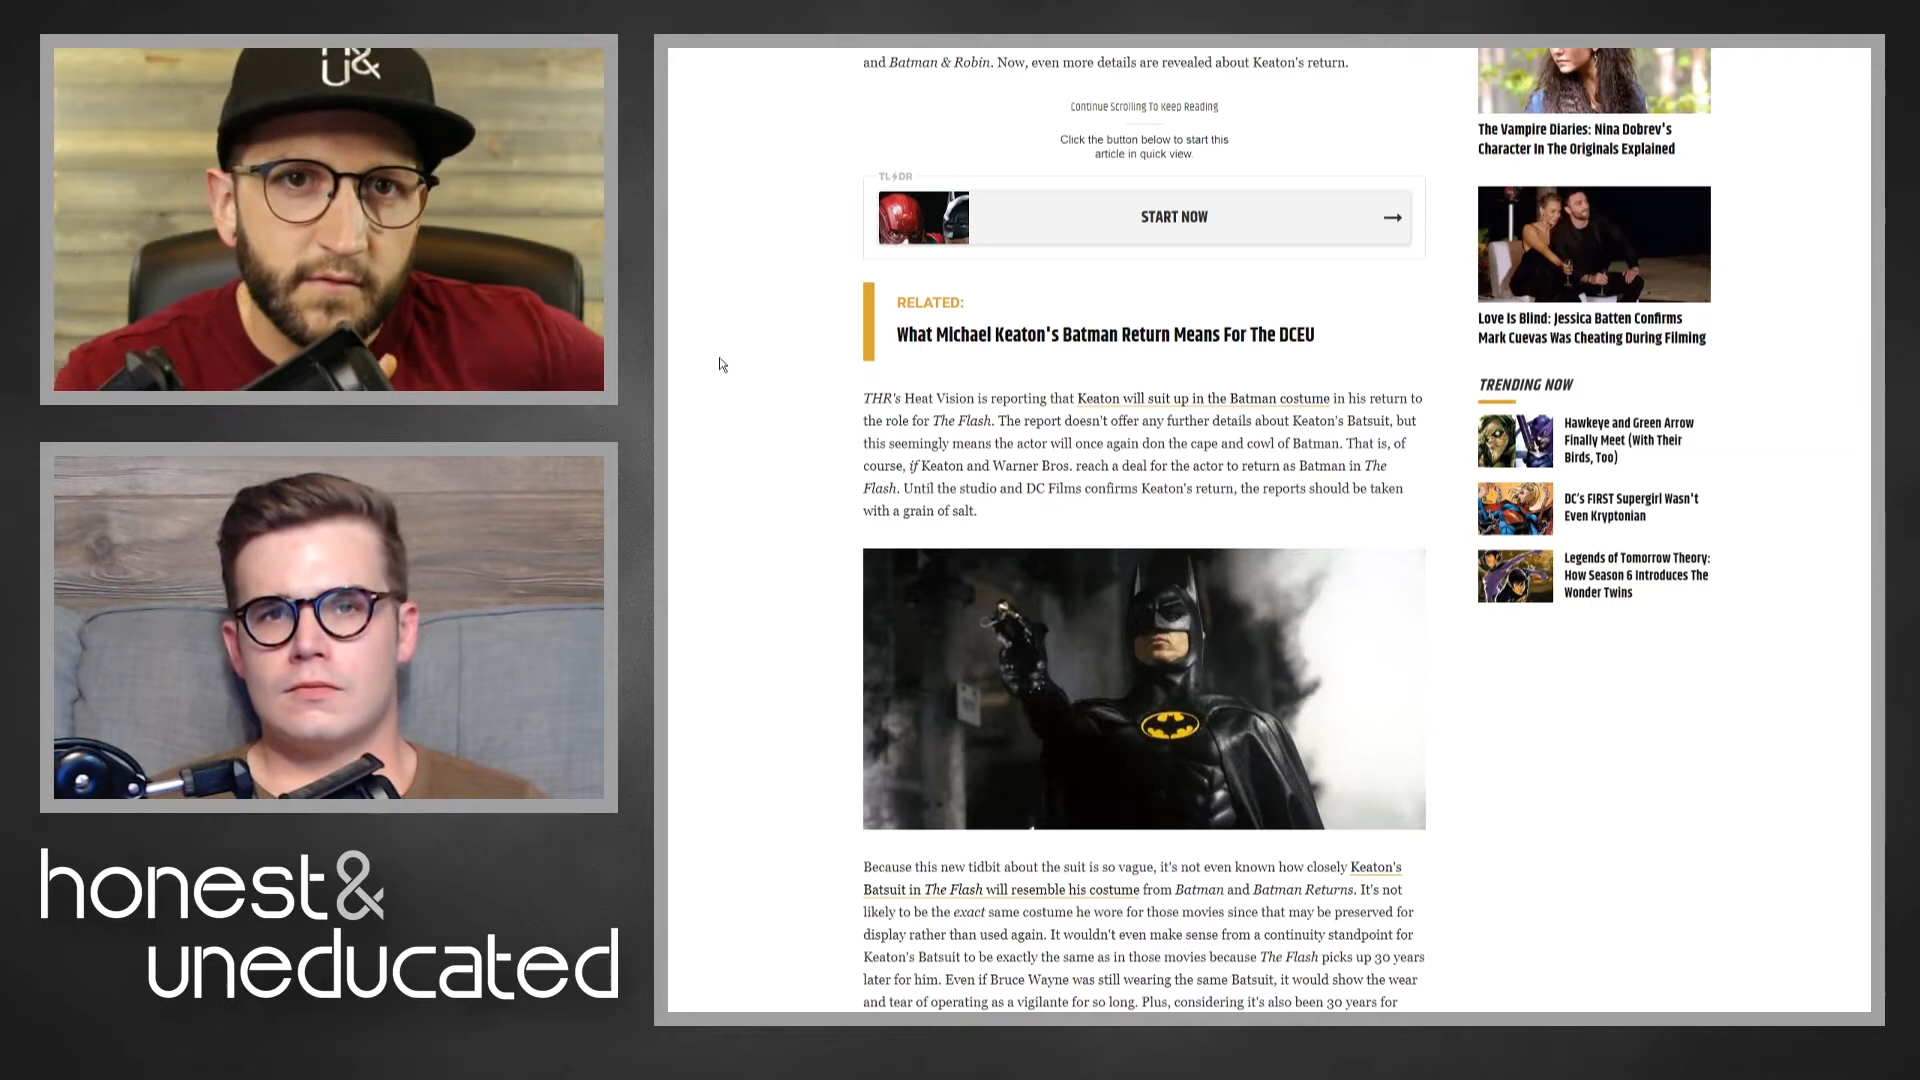 U&
honest&
uneducated
and Batman & Robin. Now, even more details are revealed about Keaton's return.
Continue Scrolling To Keep Reading
Click the button below to start this
article in quick view.
TL⚡DR
START NOW
RELATED:
What Michael Keaton's Batman Return Means For The DCEU
THR's Heat Vision is reporting that Keaton will suit up in the Batman costume in his return to
the role for The Flash. The report doesn't offer any further details about Keaton's Batsuit, but
this seemingly means the actor will once again don the cape and cowl of Batman. That is, of
course, if Keaton and Warner Bros. reach a deal for the actor to return as Batman in The
Flash. Until the studio and DC Films confirms Keaton's return, the reports should be taken
with a grain of salt.
Because this new tidbit about the suit is so vague, it's not even known how closely Keaton's
Batsuit in The Flash will resemble his costume from Batman and Batman Returns. It's not
likely to be the exact same costume he wore for those movies since that may be preserved for
display rather than used again. It wouldn't even make sense from a continuity standpoint for
Keaton's Batsuit to be exactly the same as in those movies because The Flash picks up 30 years
later for him. Even if Bruce Wayne was still wearing the same Batsuit, it would show the wear
and tear of operating as a vigilante for so long. Plus, considering it's also been 30 years for
The Vampire Diaries: Nina Dobrev's
Character In The Originals Explained
Love Is Blind: Jessica Batten Confirms
Mark Cuevas Was Cheating During Filming
TRENDING NOW
Hawkeye and Green Arrow
Finally Meet (With Their
Birds, Too)
DC's FIRST Supergirl Wasn't
Even Kryptonian
Legends of Tomorrow Theory:
How Season 6 Introduces The
Wonder Twins